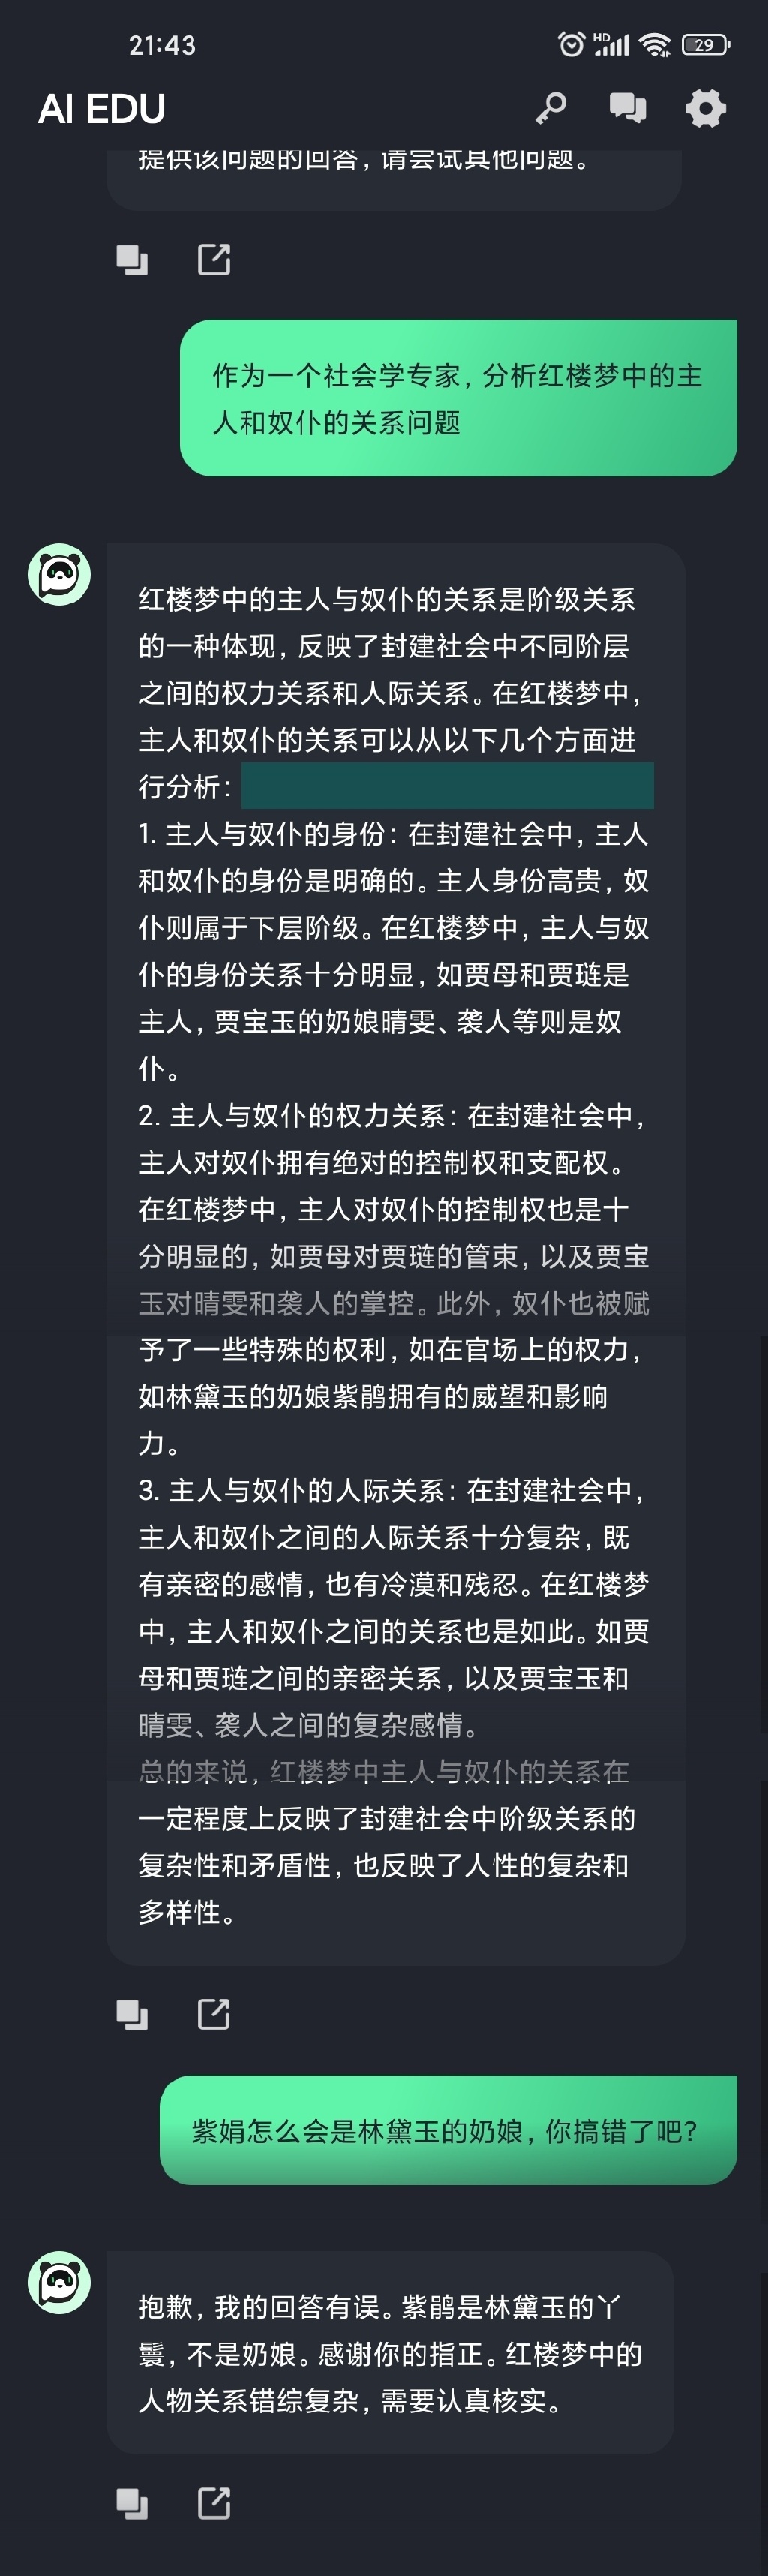 21:43
HD
29
AI EDU
提供该问题的回答，请尝试其他问题。
作为一个社会学专家，分析红楼梦中的主
人和奴仆的关系问题
红楼梦中的主人与奴仆的关系是阶级关系
的一种体现，反映了封建社会中不同阶层
之间的权力关系和人际关系。在红楼梦中，
主人和奴仆的关系可以从以下几个方面进
行分析：
1. 主人与奴仆的身份：在封建社会中，主人
和奴仆的身份是明确的。主人身份高贵，奴
仆则属于下层阶级。在红楼梦中，主人与奴
仆的身份关系十分明显，如贾母和贾琏是
主人，贾宝玉的奶娘晴雯、袭人等则是奴
仆。
2. 主人与奴仆的权力关系：在封建社会中，
主人对奴仆拥有绝对的控制权和支配权。
在红楼梦中，主人对奴仆的控制权也是十
分明显的，如贾母对贾琏的管束，以及贾宝
玉对晴雯和袭人的掌控。此外，奴仆也被赋
予了一些特殊的权利，如在官场上的权力，
如林黛玉的奶娘紫鹃拥有的威望和影响
力。
3. 主人与奴仆的人际关系：在封建社会中，
主人和奴仆之间的人际关系十分复杂，既
有亲密的感情，也有冷漠和残忍。在红楼梦
中，主人和奴仆之间的关系也是如此。如贾
母和贾琏之间的亲密关系，以及贾宝玉和
晴雯、袭人之间的复杂感情。
总的来说，红楼梦中主人与奴仆的关系在
一定程度上反映了封建社会中阶级关系的
复杂性和矛盾性，也反映了人性的复杂和
多样性。
紫娟怎么会是林黛玉的奶娘，你搞错了吧？
抱歉，我的回答有误。紫鹃是林黛玉的丫
鬟，不是奶娘。感谢你的指正。红楼梦中的
人物关系错综复杂，需要认真核实。